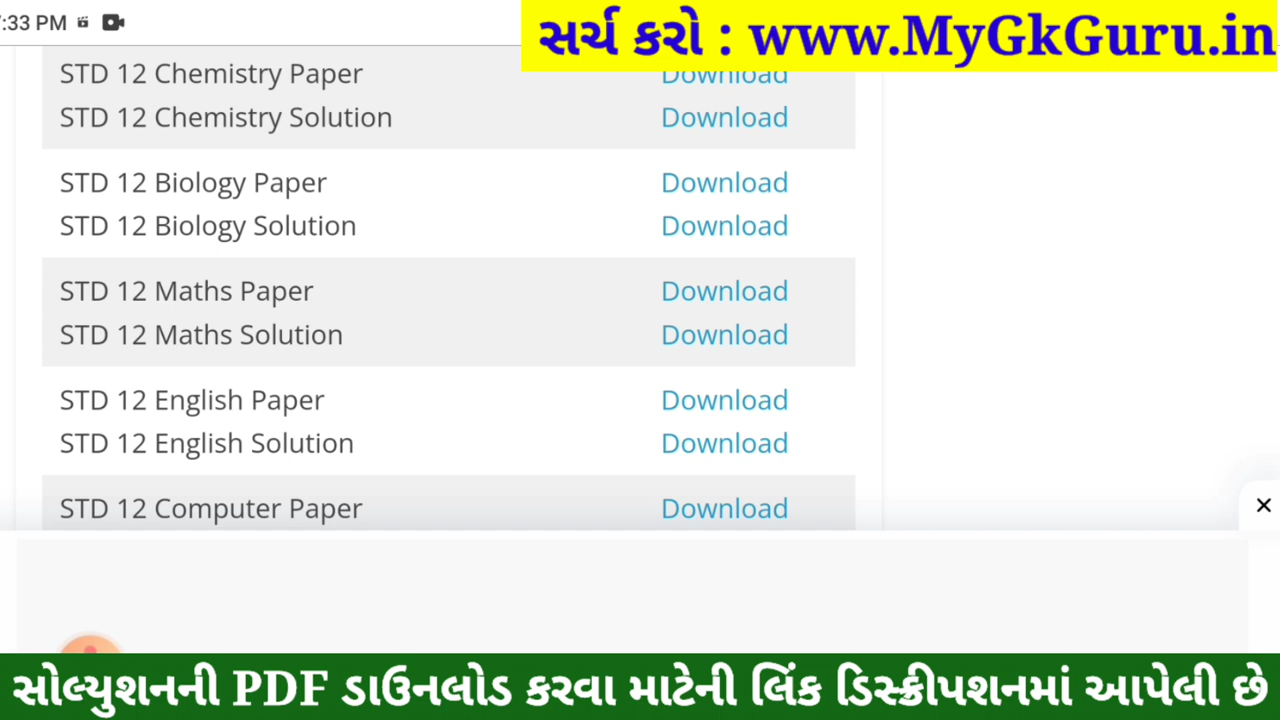 :33 PM
સર્ચ કરો : www.MyGkGuru.in
STD 12 Chemistry Paper Download
STD 12 Chemistry Solution Download
STD 12 Biology Paper Download
STD 12 Biology Solution Download
STD 12 Maths Paper Download
STD 12 Maths Solution Download
STD 12 English Paper Download
STD 12 English Solution Download
STD 12 Computer Paper Download
સોલ્યુશનની PDF ડાઉનલોડ કરવા માટેની લિંક ડિસ્ક્રીપશનમાં આપેલી છે